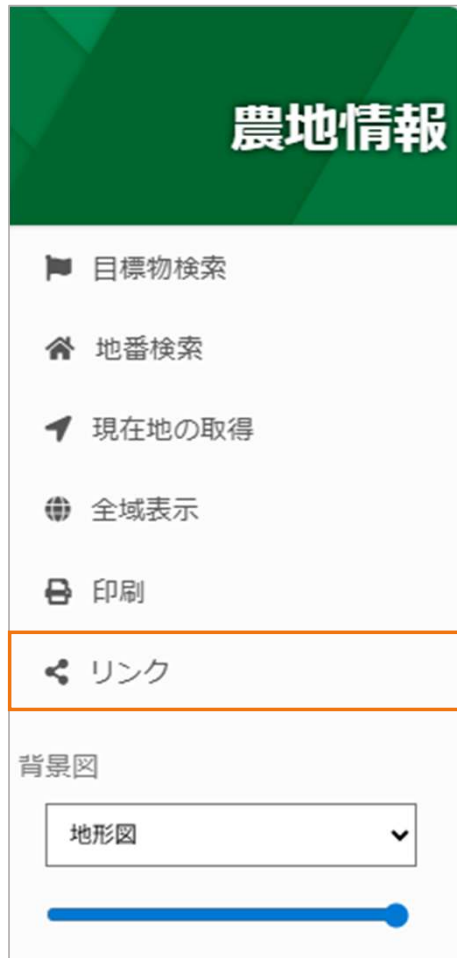 農地情報
目標物検索
地番検索
現在地の取得
全域表示
印刷
リンク
背景図
地形図